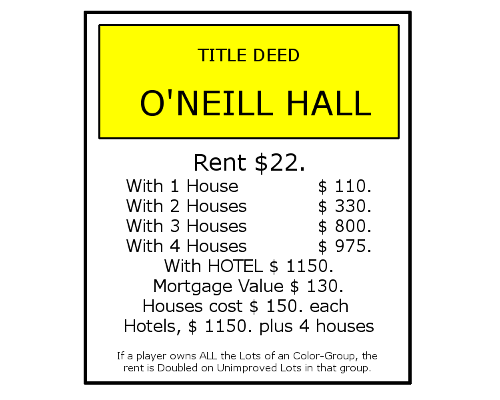 TITLE DEED
O'NEILL HALL
Rent $22.
With 1 House $ 110.
With 2 Houses $ 330.
With 3 Houses $ 800.
With 4 Houses $ 975.
With HOTEL $ 1150.
Mortgage Value $ 130.
Houses cost $ 150. each
Hotels, $ 1150. plus 4 houses
If a player owns ALL the Lots of an Color-Group, the
rent is Doubled on Unimproved Lots in that group.